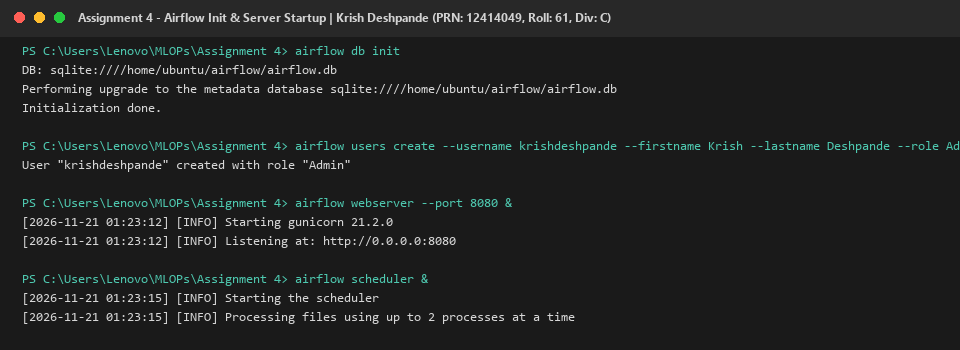 Assignment 4 - Airflow Init & Server Startup | Krish Deshpande (PRN: 12414049, Roll: 61, Div: C)
PS C:\Users\Lenovo\MLOPs\Assignment 4> airflow db init
DB: sqlite:////home/ubuntu/airflow/airflow.db
Performing upgrade to the metadata database sqlite:////home/ubuntu/airflow/airflow.db
Initialization done.
PS C:\Users\Lenovo\MLOPs\Assignment 4> airflow users create --username krishdeshpande --firstname Krish --lastname Deshpande --role Ad
User "krishdeshpande" created with role "Admin"
PS C:\Users\Lenovo\MLOPs\Assignment 4> airflow webserver --port 8080 &
[2026-11-21 01:23:12] [INFO] Starting gunicorn 21.2.0
[2026-11-21 01:23:12] [INFO] Listening at: http://0.0.0.0:8080
PS C:\Users\Lenovo\MLOPs\Assignment 4> airflow scheduler &
[2026-11-21 01:23:15] [INFO] Starting the scheduler
[2026-11-21 01:23:15] [INFO] Processing files using up to 2 processes at a time